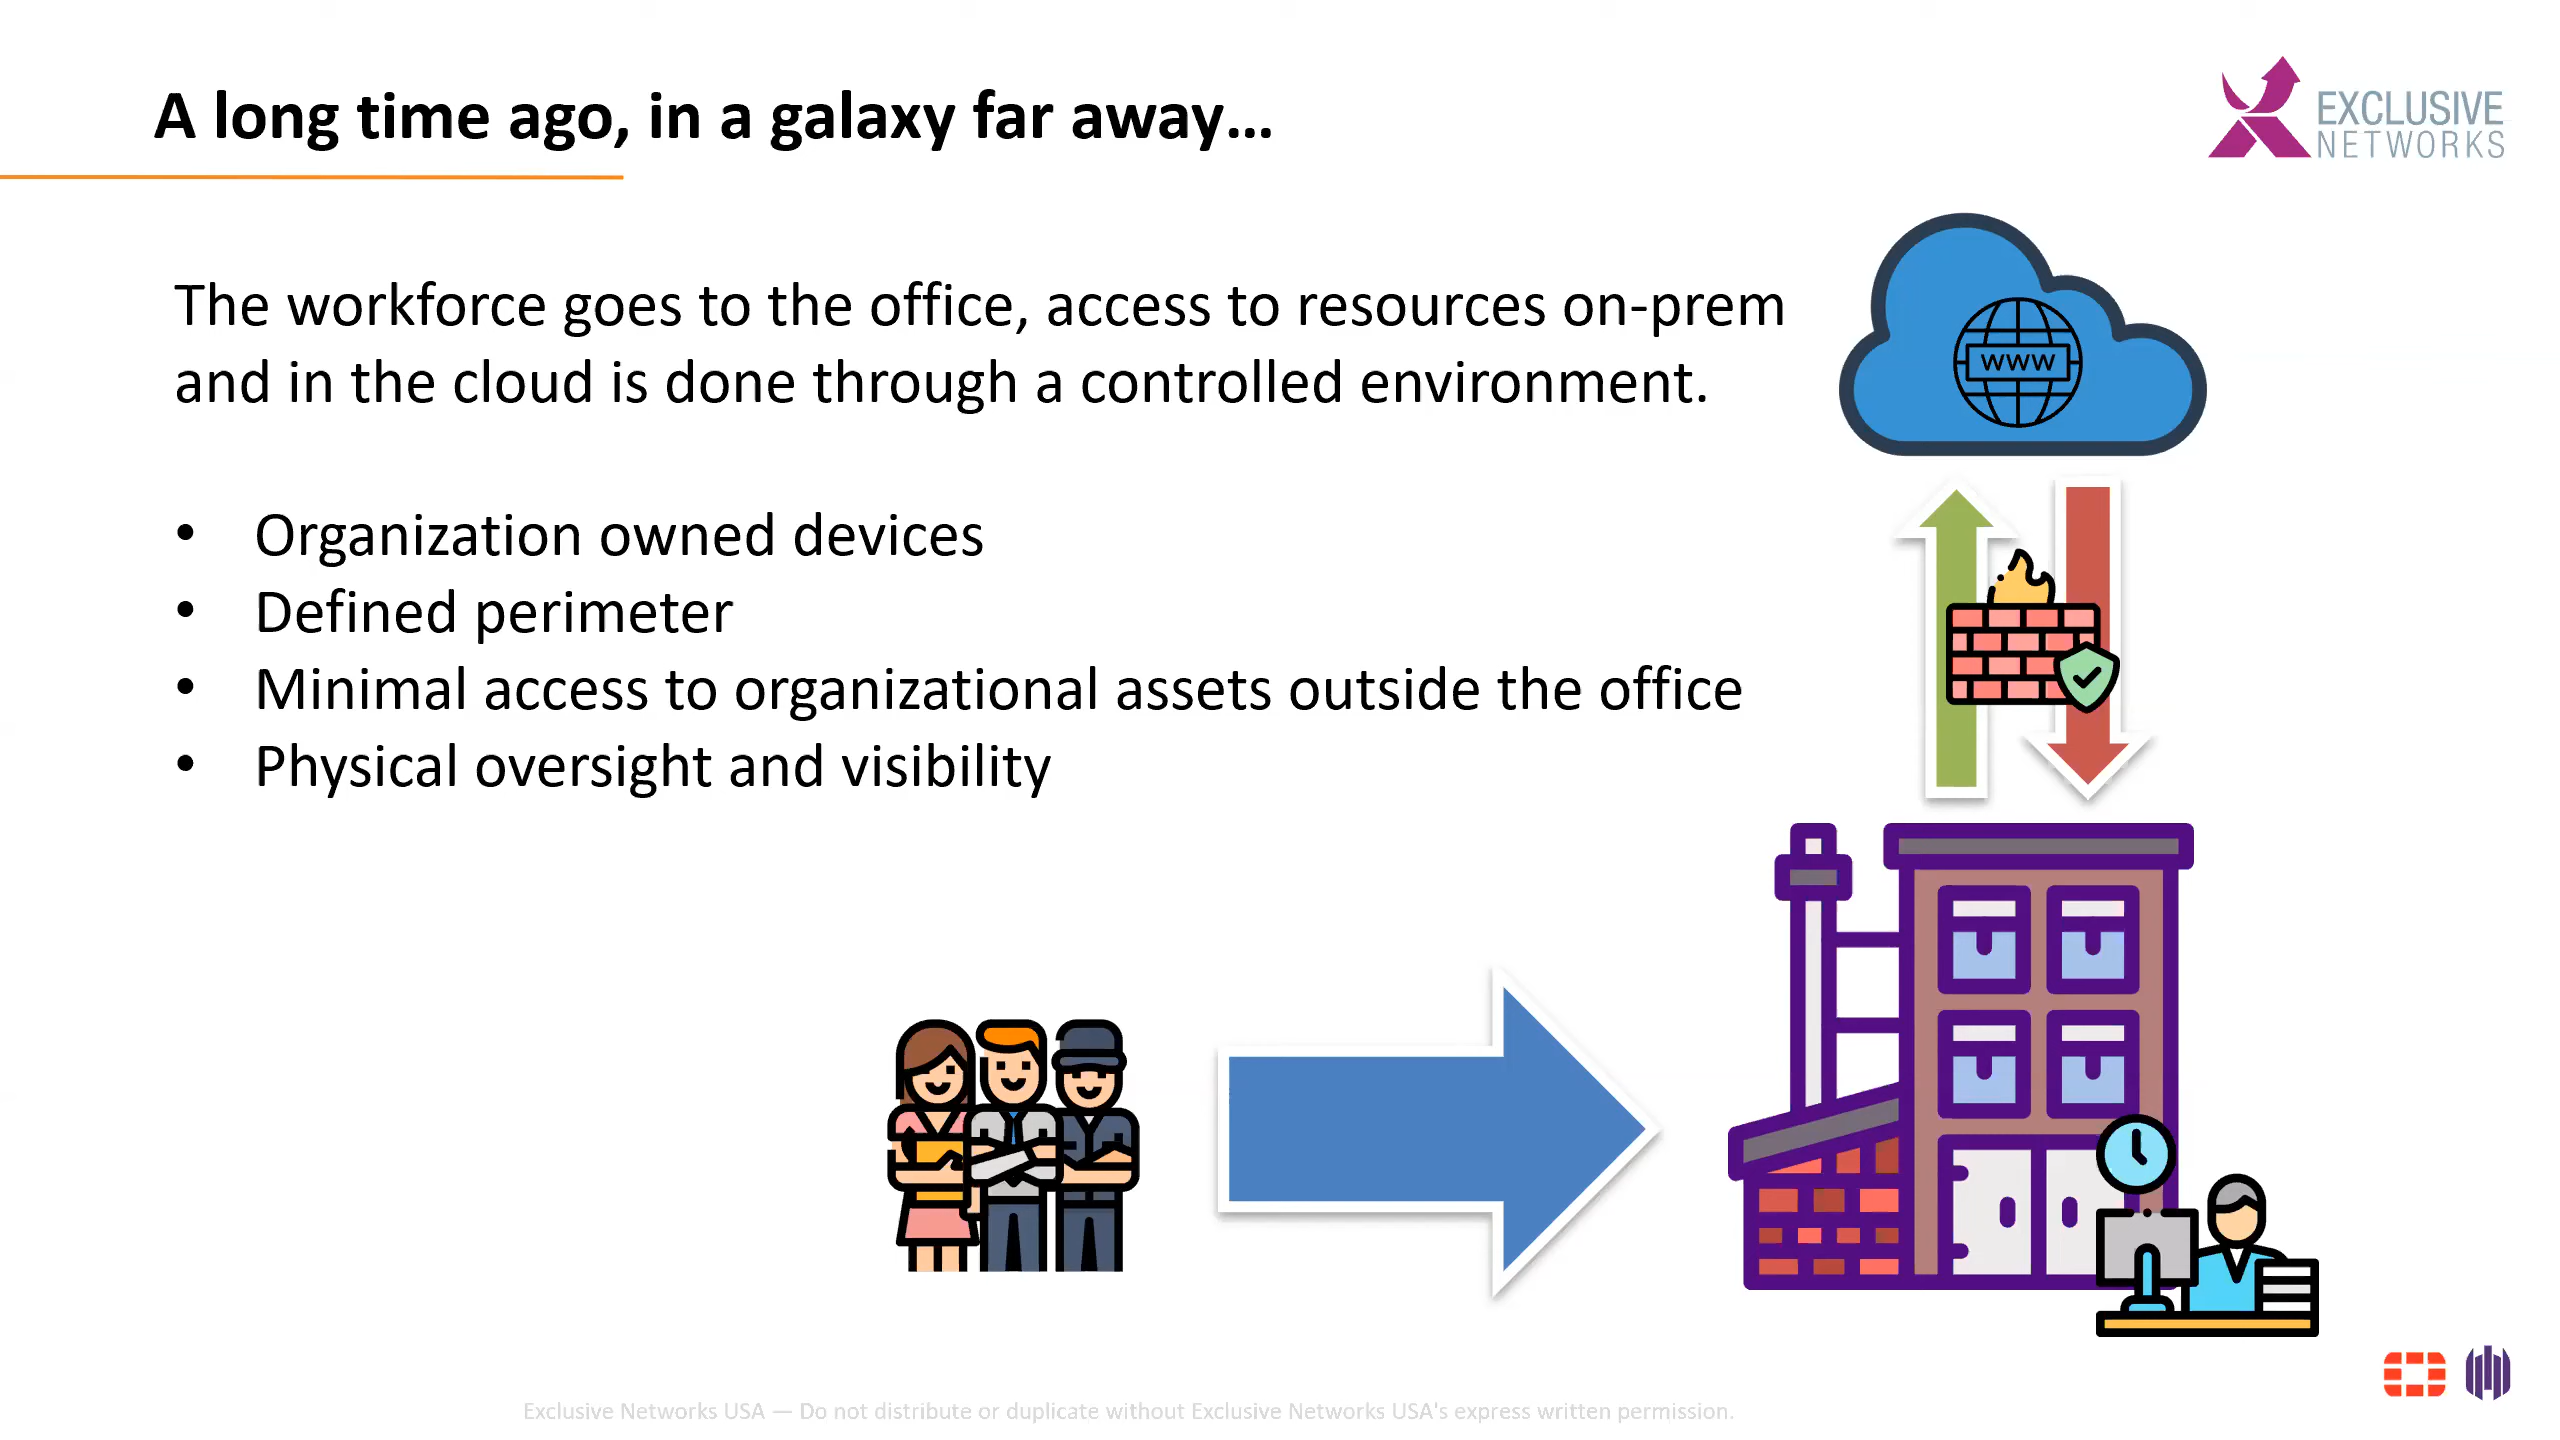 A long time ago, in a galaxy far away...
EXCLUSIVE
NETWORKS
The workforce goes to the office, access to resources on-prem
and in the cloud is done through a controlled environment.
WWW
• Organization owned devices
• Defined perimeter
• Minimal access to organizational assets outside the office
• Physical oversight and visibility
Exclusive Networks USA — Do not distribute or duplicate without Exclusive Networks USA's express written permission.